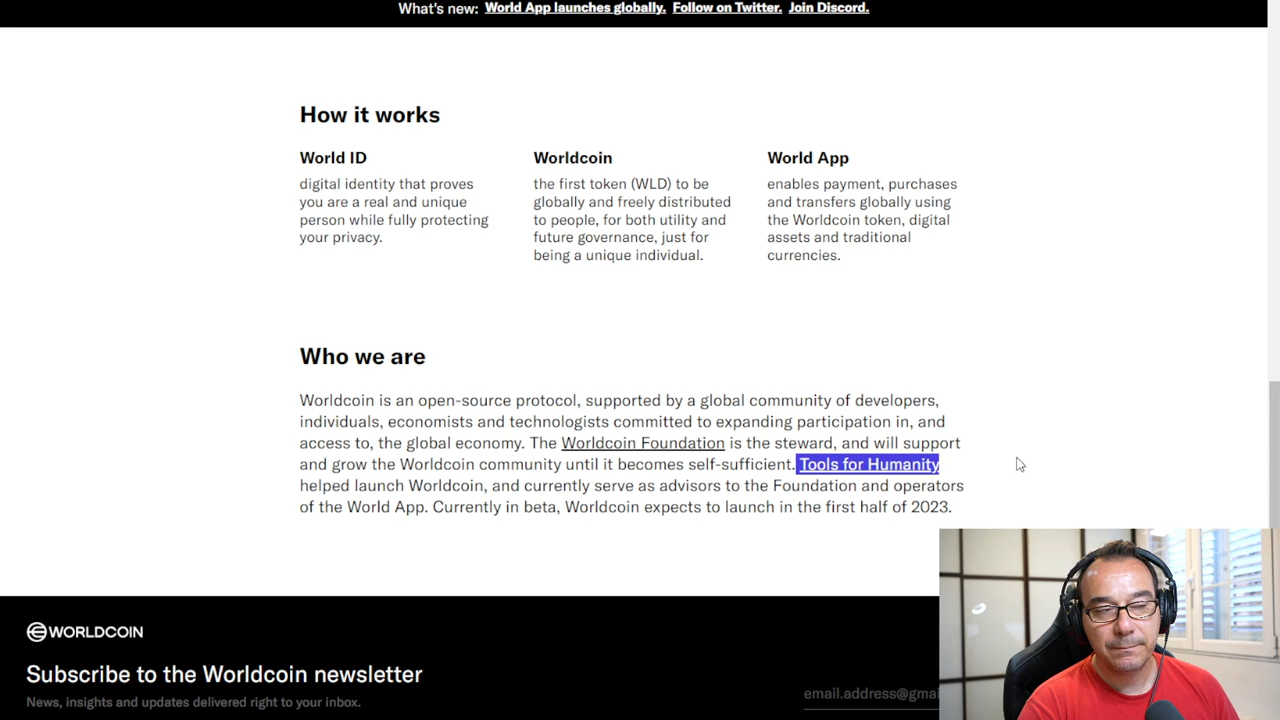 What's new: World App launches globally. Follow on Twitter. Join Discord.
How it works
World ID
digital identity that proves
you are a real and unique
person while fully protecting
your privacy.
Worldcoin
the first token (WLD) to be
globally and freely distributed
to people, for both utility and
future governance, just for
being a unique individual.
World App
enables payment, purchases
and transfers globally using
the Worldcoin token, digital
assets and traditional
currencies.
Who we are
Worldcoin is an open-source protocol, supported by a global community of developers,
individuals, economists and technologists committed to expanding participation in, and
access to, the global economy. The Worldcoin Foundation is the steward, and will support
and grow the Worldcoin community until it becomes self-sufficient. Tools for Humanity
helped launch Worldcoin, and currently serve as advisors to the Foundation and operators
of the World App. Currently in beta, Worldcoin expects to launch in the first half of 2023.
WORLDCOIN
Subscribe to the Worldcoin newsletter
News, insights and updates delivered right to your inbox.
email.address@gmai